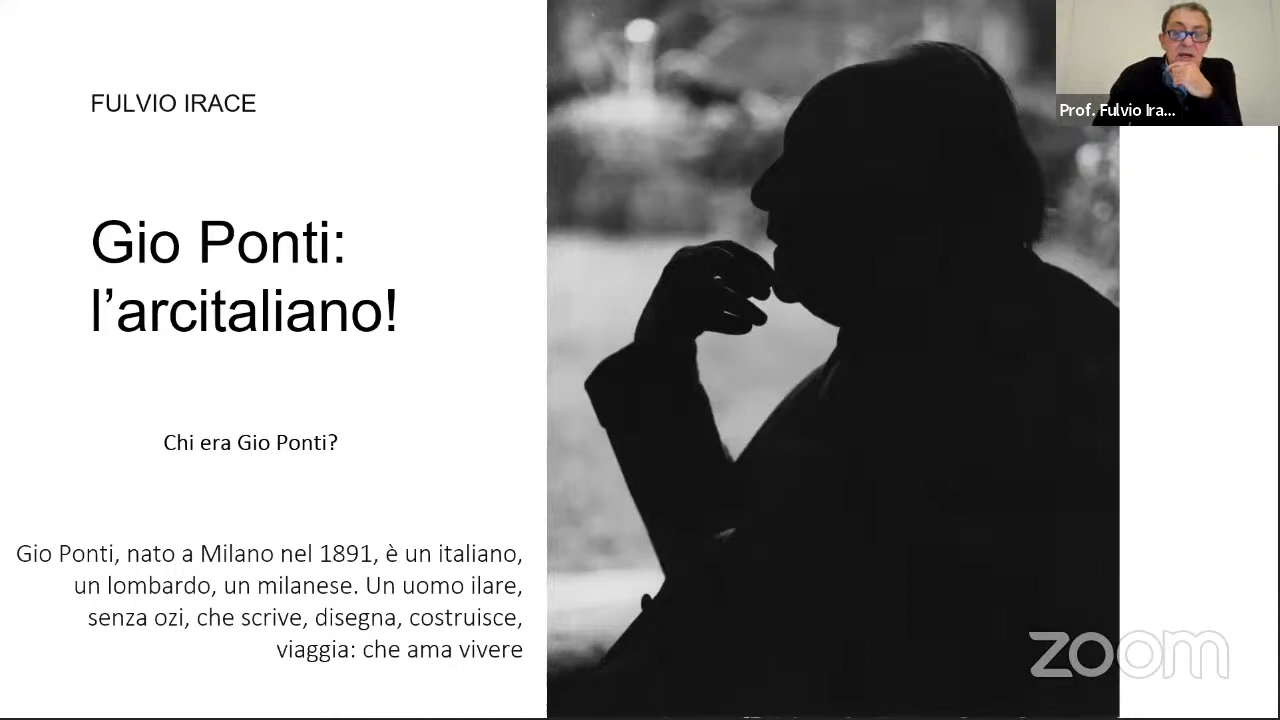 FULVIO IRACE
Gio Ponti:
l’arcitaliano!
Chi era Gio Ponti?
Gio Ponti, nato a Milano nel 1891, è un italiano,
un lombardo, un milanese. Un uomo ilare,
senza ozi, che scrive, disegna, costruisce,
viaggia: che ama vivere
Prof. Fulvio Ira...
zoom